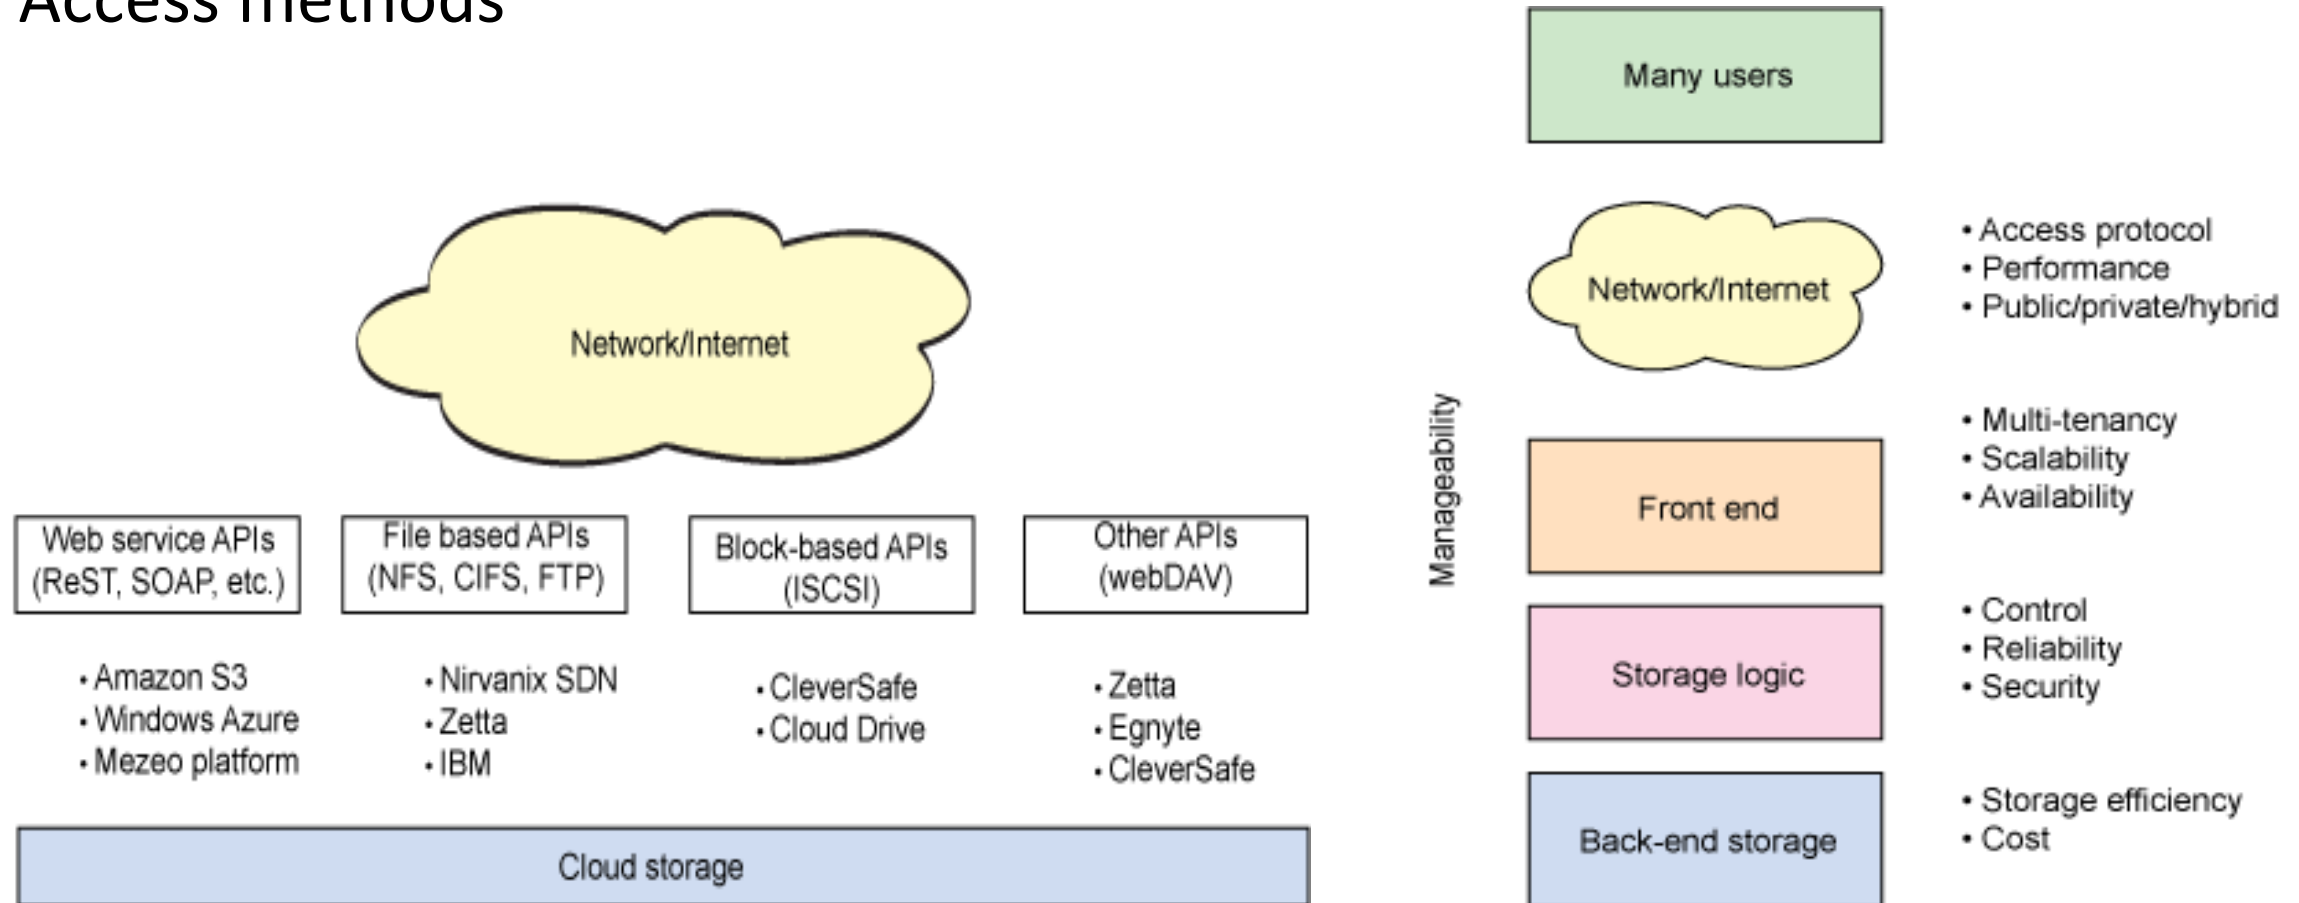 Access methods
Network/Internet
Web service APIs
(ReST, SOAP, etc.)
• Amazon S3
• Windows Azure
• Mezeo platform
File based APIs
(NFS, CIFS, FTP)
• Nirvanix SDN
• Zetta
• IBM
Block-based APIs
(ISCSI)
• CleverSafe
• Cloud Drive
Other APIs
(webDAV)
• Zetta
• Egnyte
• CleverSafe
Cloud storage
Manageability
Many users
Network/Internet
• Access protocol
• Performance
• Public/private/hybrid
Front end
• Multi-tenancy
• Scalability
• Availability
Storage logic
• Control
• Reliability
• Security
Back-end storage
• Storage efficiency
• Cost